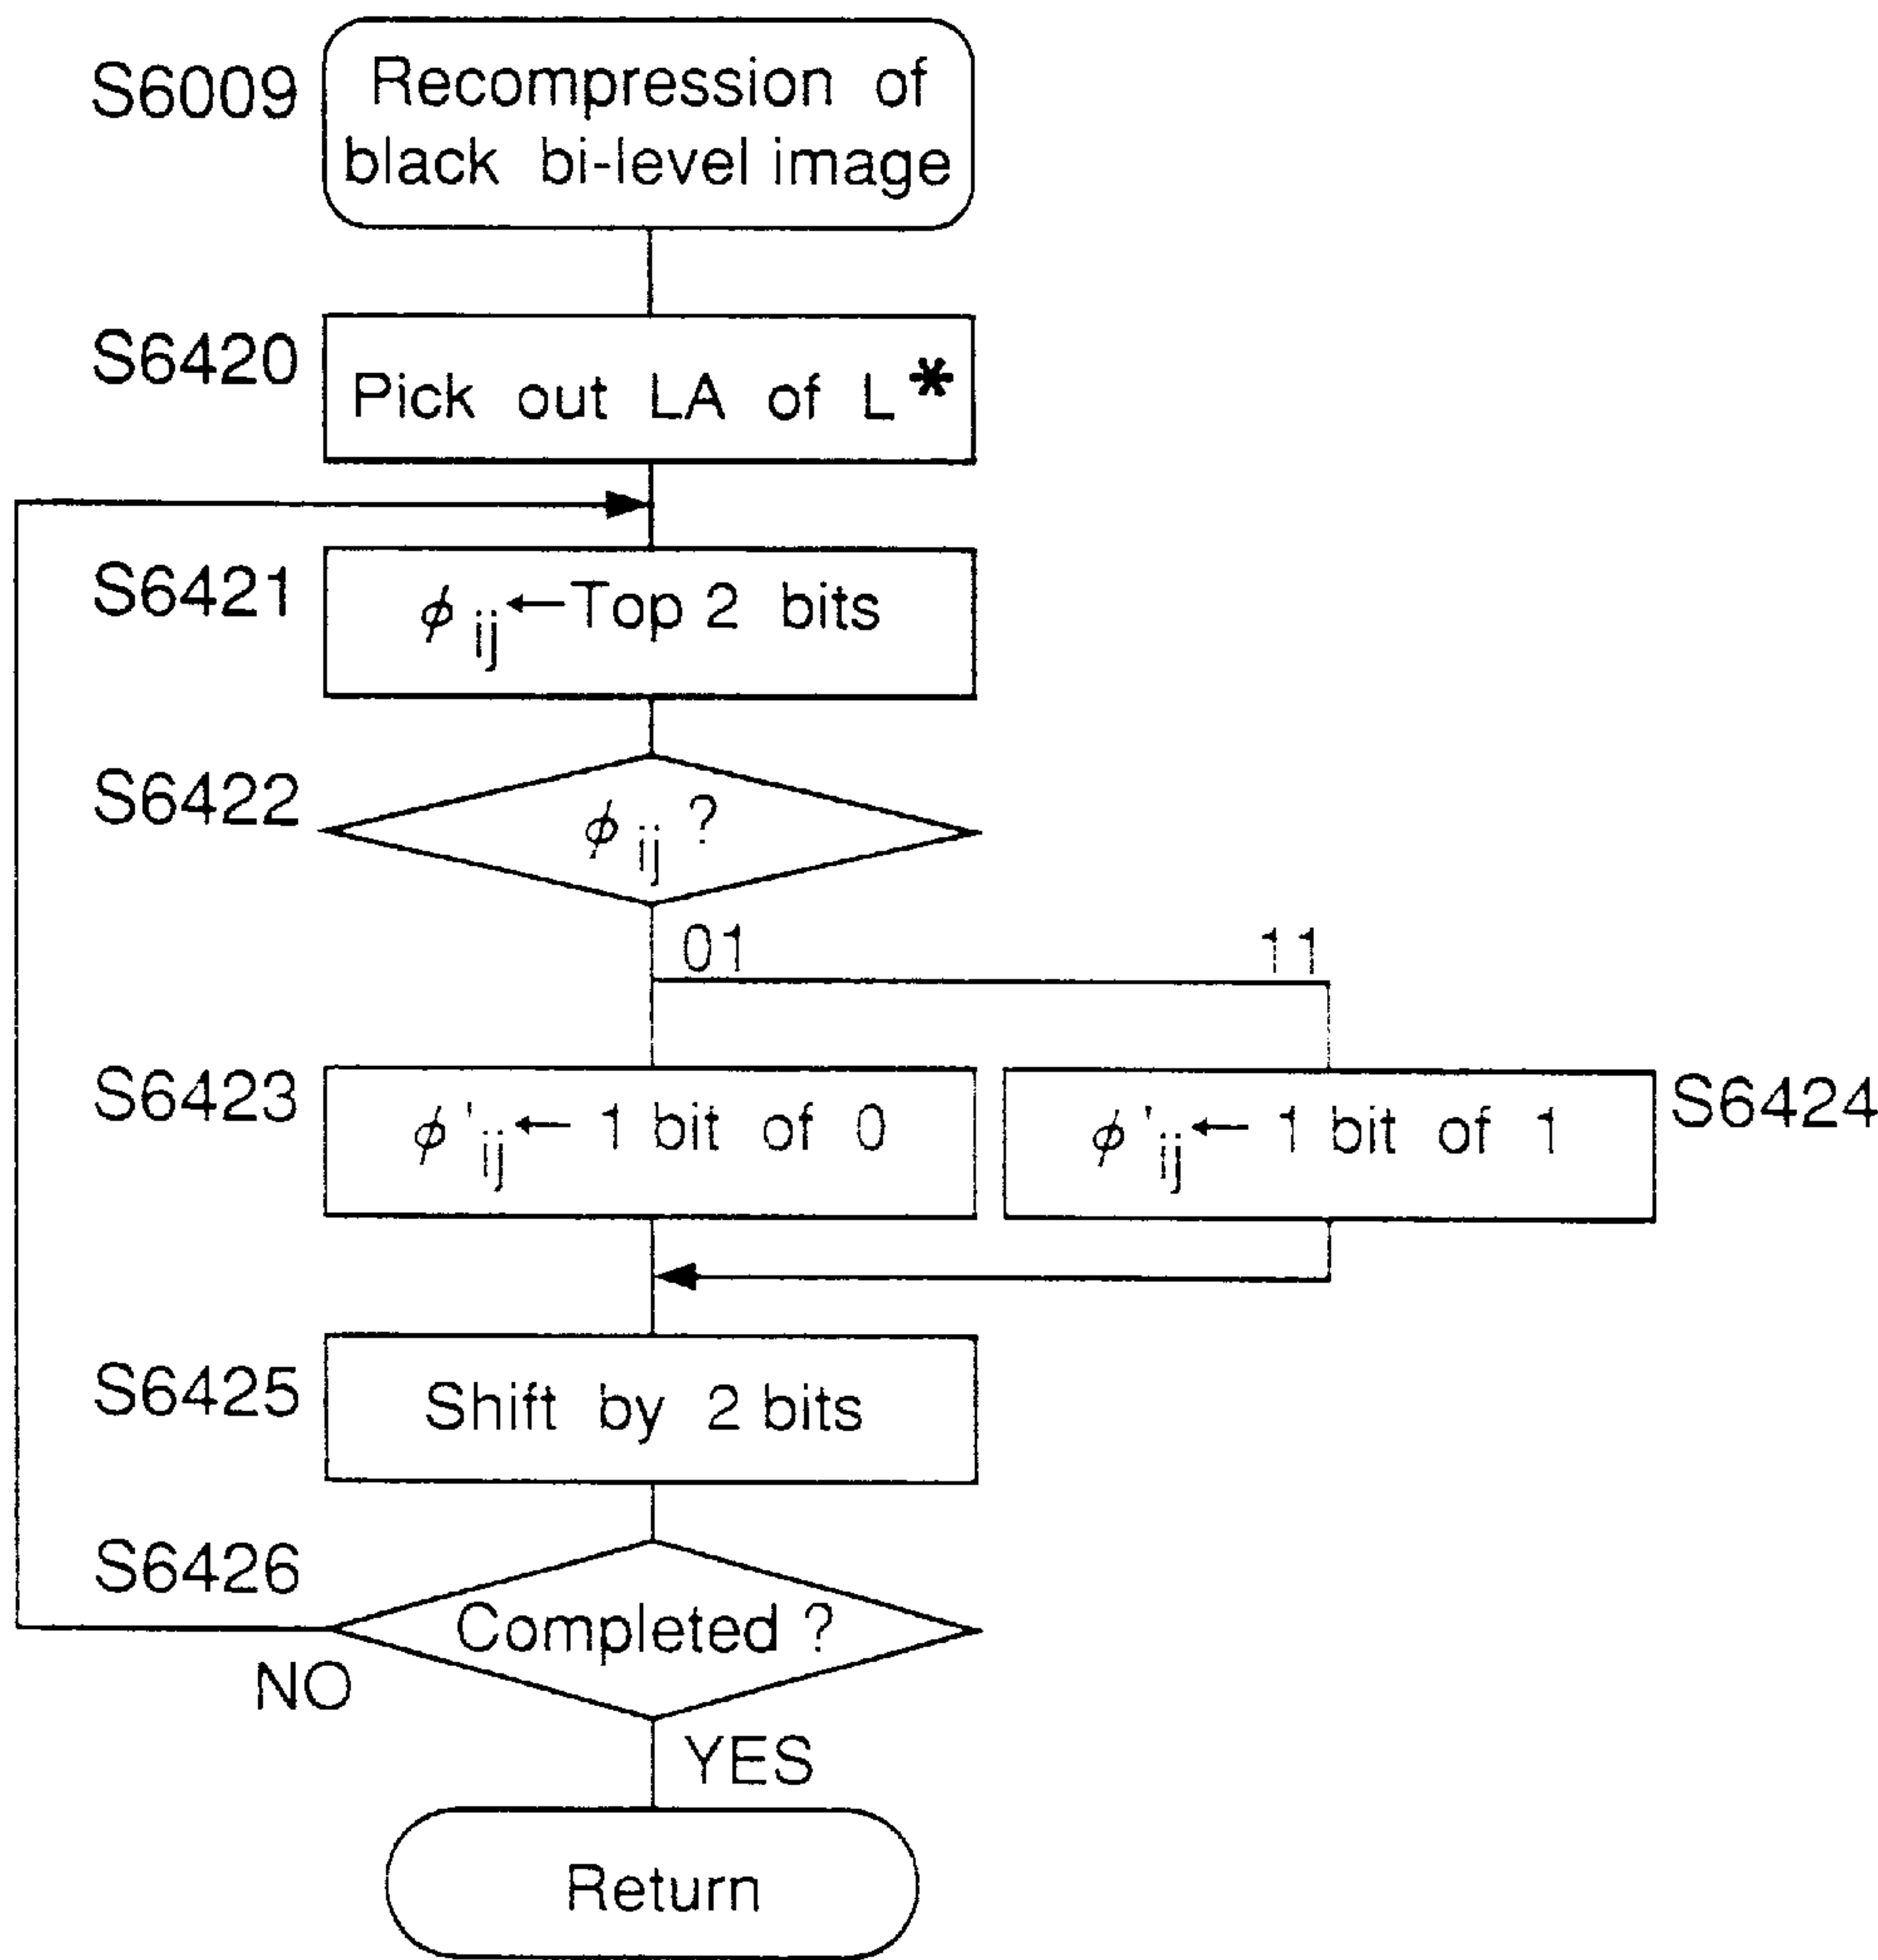 S6009
Recompression of
black bi-level image
S6420
Pick out LA of L*
S6421
ϕ ij ← Top 2 bits
S6422
ϕ ij ?
01
11
S6423
ϕ'ij ← 1 bit of 0
ϕ'ij ← 1 bit of 1
S6424
S6425
Shift by 2 bits
S6426
Completed ?
NO
YES
Return